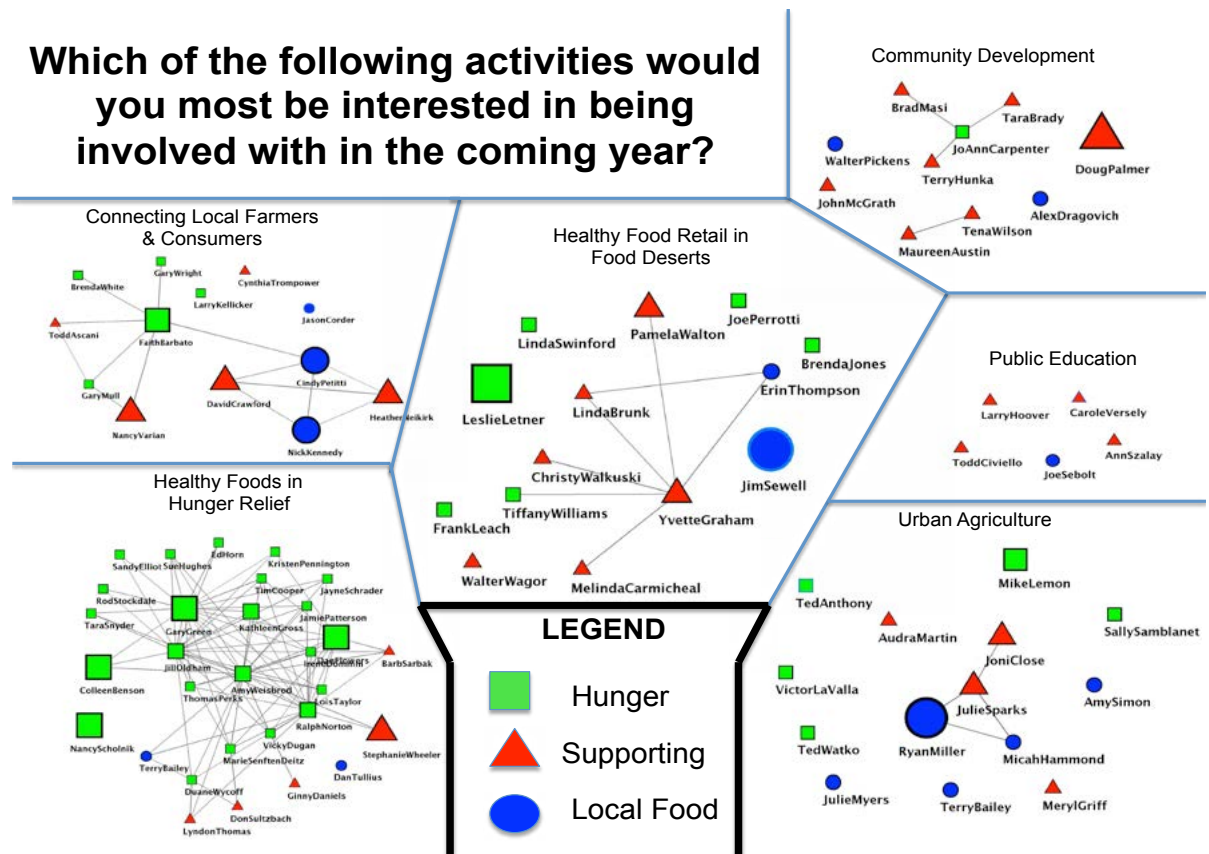 Which of the following activities would
you most be interested in being
involved with in the coming year?
Community Development
BradMasi
TaraBrady
JoAnnCarpenter
WalterPickens
DougPalmer
TerryHunka
JohnMcGrath
AlexDragovich
TenaWilson
MaureenAustin
Connecting Local Farmers
& Consumers
GaryWright
CynthiaTrompower
BrendaWhite
LarryKellicker
JasonCorder
ToddAscani
FaithBarbato
CindyPetitti
GaryMull
DavidCrawford
HeatherNeikirk
NancyVarian
NickKennedy
Healthy Food Retail in
Food Deserts
JoePerrotti
PamelaWalton
LindaSwinford
BrendaJones
ErinThompson
LindaBrunk
LeslieLetner
ChristyWalkuski
JimSewell
TiffanyWilliams
YvetteGraham
FrankLeach
WalterWagor
MelindaCarmicheal
Public Education
LarryHoover
CaroleVersely
ToddCiviello
JoeSebolt
AnnSzalay
Healthy Foods in
Hunger Relief
EdHorn
SandyElliot
SueHughes
KristenPennington
TimCooper
JayneSchrader
RodStockdale
JamiePatterson
TaraSnyder
GaryGreen
KathleenGross
JillOldham
BarbSarbak
ColleenBenson
AmyWeisbrod
ThomasPerks
LoisTaylor
RalphNorton
NancyScholnik
VickyDugan
StephanieWheeler
MarieSenftenDeitz
TerryBailey
DanTullius
DuaneWycoff
GinnyDaniels
DonSultzbach
LyndonThomas
Urban Agriculture
MikeLemon
TedAnthony
AudraMartin
SallySamblanet
JoniClose
VictorLaValla
JulieSparks
AmySimon
TedWatko
RyanMiller
MicahHammond
JulieMyers
TerryBailey
MerylGriff
LEGEND
Hunger
Supporting
Local Food